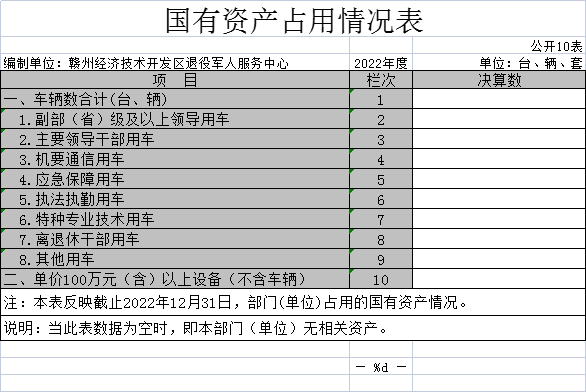 国有资产占用情况表
公开10表
编制单位：赣州经济技术开发区退役军人服务中心 2022年度 单位：台、辆、套
项　目 栏次 决算数
一、车辆数合计(台、辆) 1
1.副部（省）级及以上领导用车 2
2.主要领导干部用车 3
3.机要通信用车 4
4.应急保障用车 5
5.执法执勤用车 6
6.特种专业技术用车 7
7.离退休干部用车 8
8.其他用车 9
二、单价100万元（含）以上设备（不含车辆） 10
注：本表反映截止2022年12月31日，部门(单位)占用的国有资产情况。
说明：当此表数据为空时，即本部门（单位）无相关资产。
— %d —